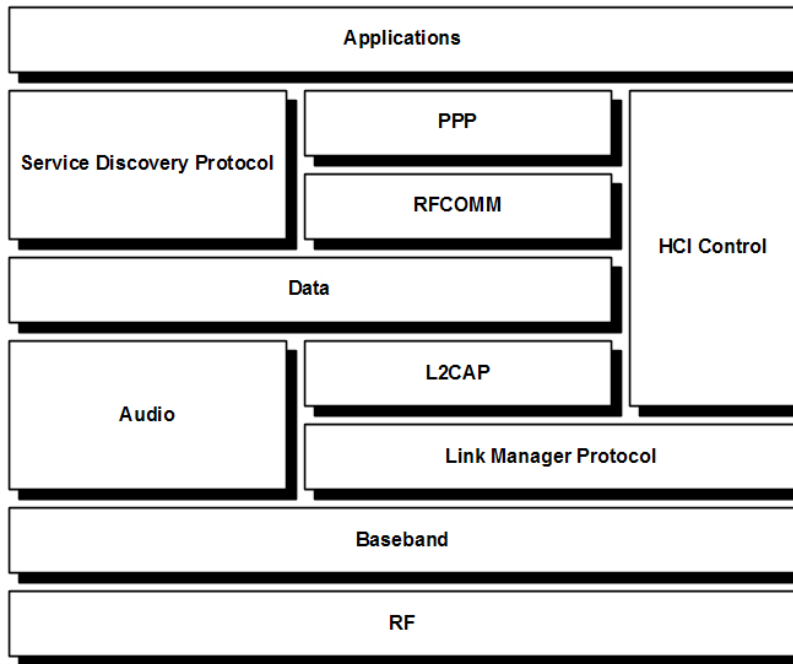 Applications
PPP
Service Discovery Protocol
RFCOMM
HCI Control
Data
L2CAP
Audio
Link Manager Protocol
Baseband
RF